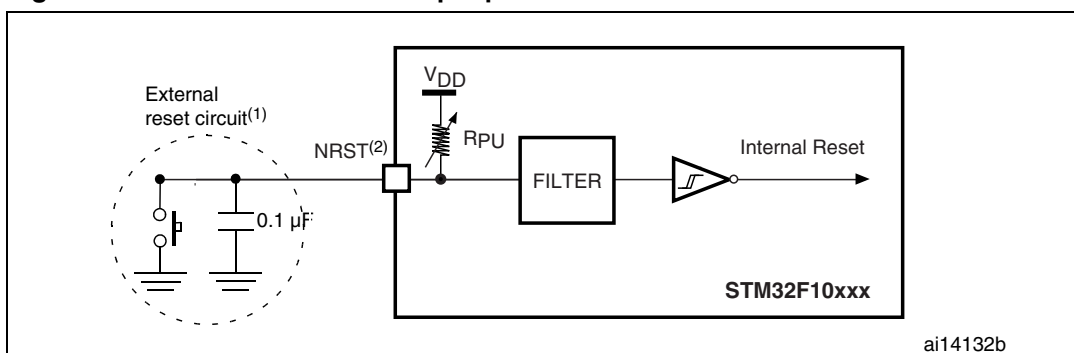 External
reset circuit(1)
NRST(2)
VDD
RPU
FILTER
Internal Reset
0.1 µF
STM32F10xxx
ai14132b